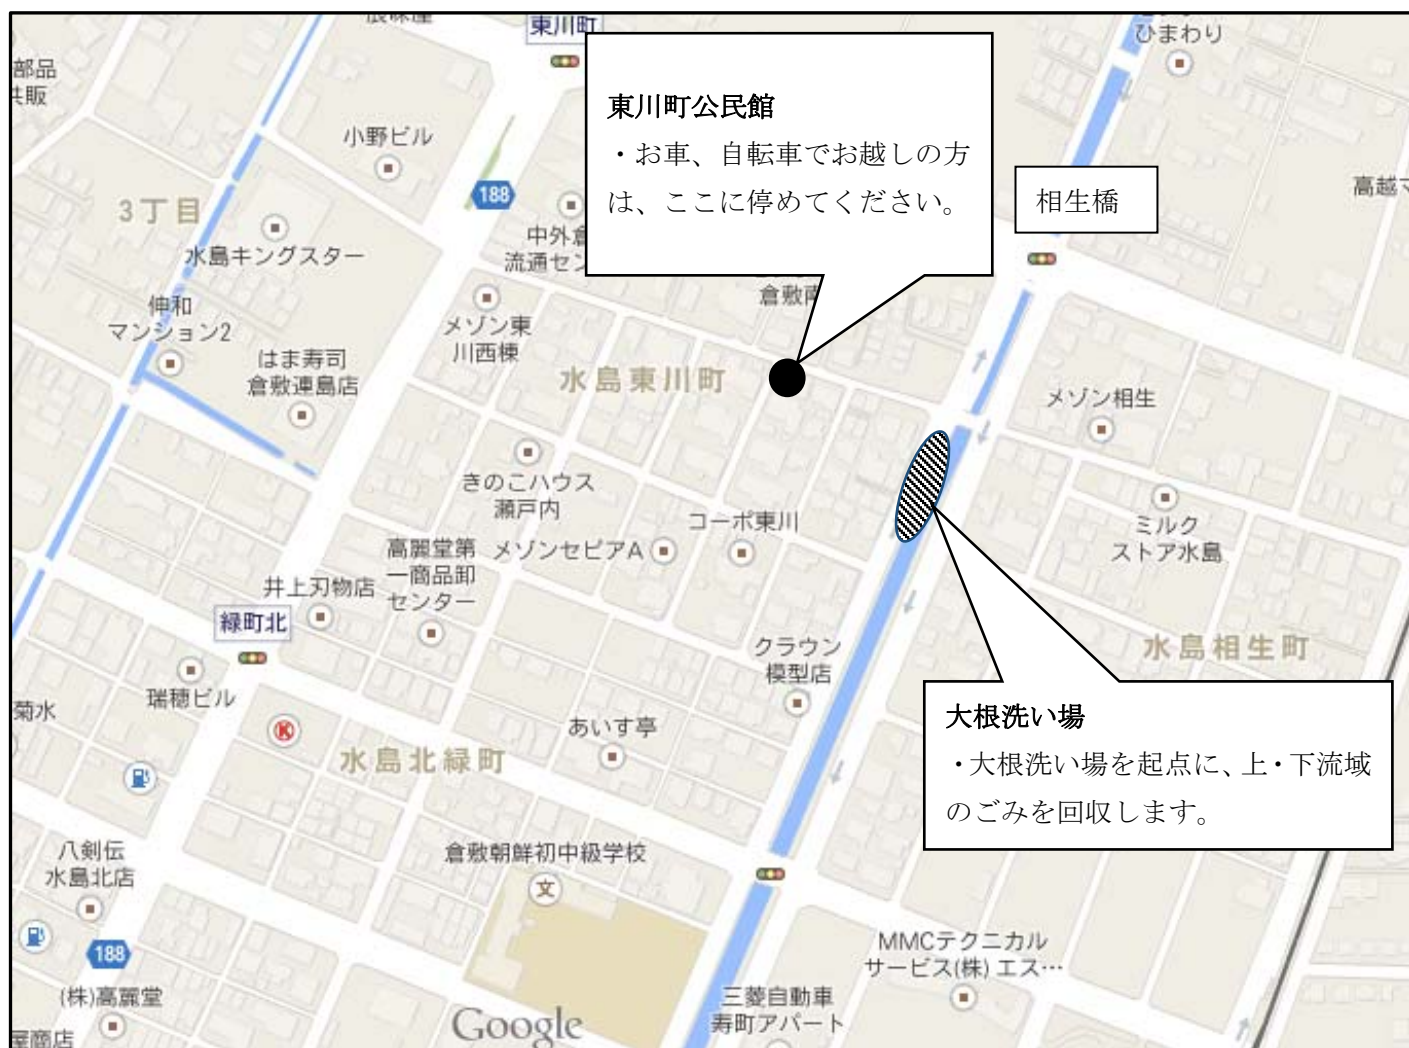 東川町
ひまわり
部品
共販
小野ビル
東川町公民館
・お車、自転車でお越しの方
は、ここに停めてください。
相生橋
188
3丁目
水島キングスター
中外倉
流通セン
倉敷南
伸和
マンション2
メゾン東
川西棟
はま寿司
倉敷連島店
水島東川町
メゾン相生
きのこハウス
瀬戸内
コーポ東川
ミルク
ストア水島
高麗堂第
一商品卸
センター
メゾンセピアA
井上刃物店
緑町北
クラウン
模型店
水島相生町
瑞穂ビル
菊水
あいす亭
水島北緑町
大根洗い場
・大根洗い場を起点に、上・下流域
のごみを回収します。
倉敷朝鮮初中級学校
文
八剣伝
水島北店
188
MMCテクニカル
サービス(株) エス…
(株)高麗堂
三菱自動車
寿町アパート
Google